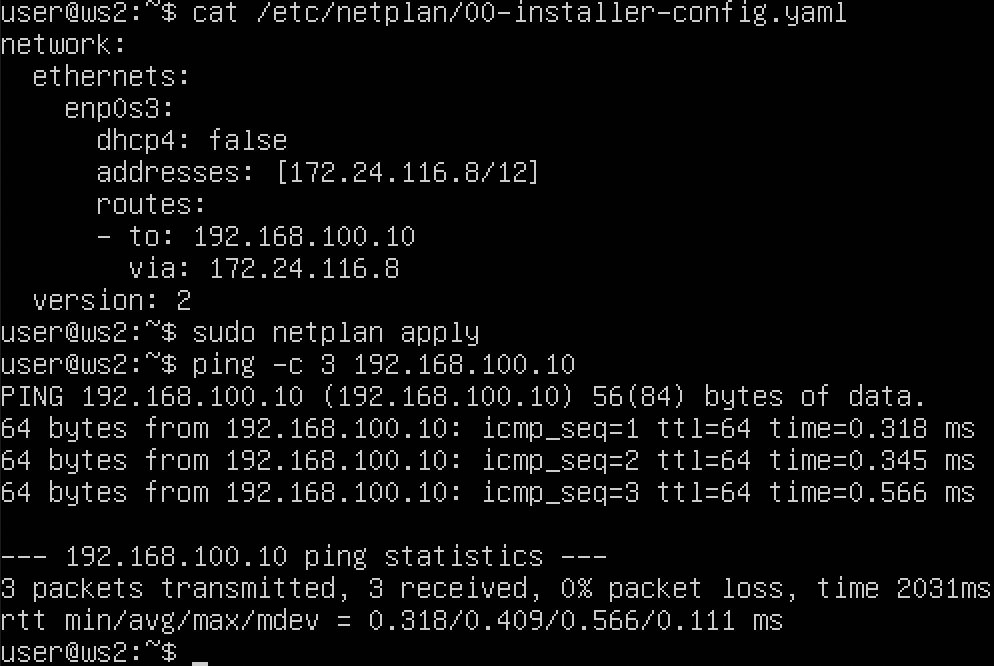 user@ws2:~$ cat /etc/netplan/00-installer-config.yaml
network:
  ethernets:
    enp0s3:
      dhcp4: false
      addresses: [172.24.116.8/12]
      routes:
      - to: 192.168.100.10
        via: 172.24.116.8
  version: 2
user@ws2:~$ sudo netplan apply
user@ws2:~$ ping -c 3 192.168.100.10
PING 192.168.100.10 (192.168.100.10) 56(84) bytes of data.
64 bytes from 192.168.100.10: icmp_seq=1 ttl=64 time=0.318 ms
64 bytes from 192.168.100.10: icmp_seq=2 ttl=64 time=0.345 ms
64 bytes from 192.168.100.10: icmp_seq=3 ttl=64 time=0.566 ms

--- 192.168.100.10 ping statistics ---
3 packets transmitted, 3 received, 0% packet loss, time 2031ms
rtt min/avg/max/mdev = 0.318/0.409/0.566/0.111 ms
user@ws2:~$ _